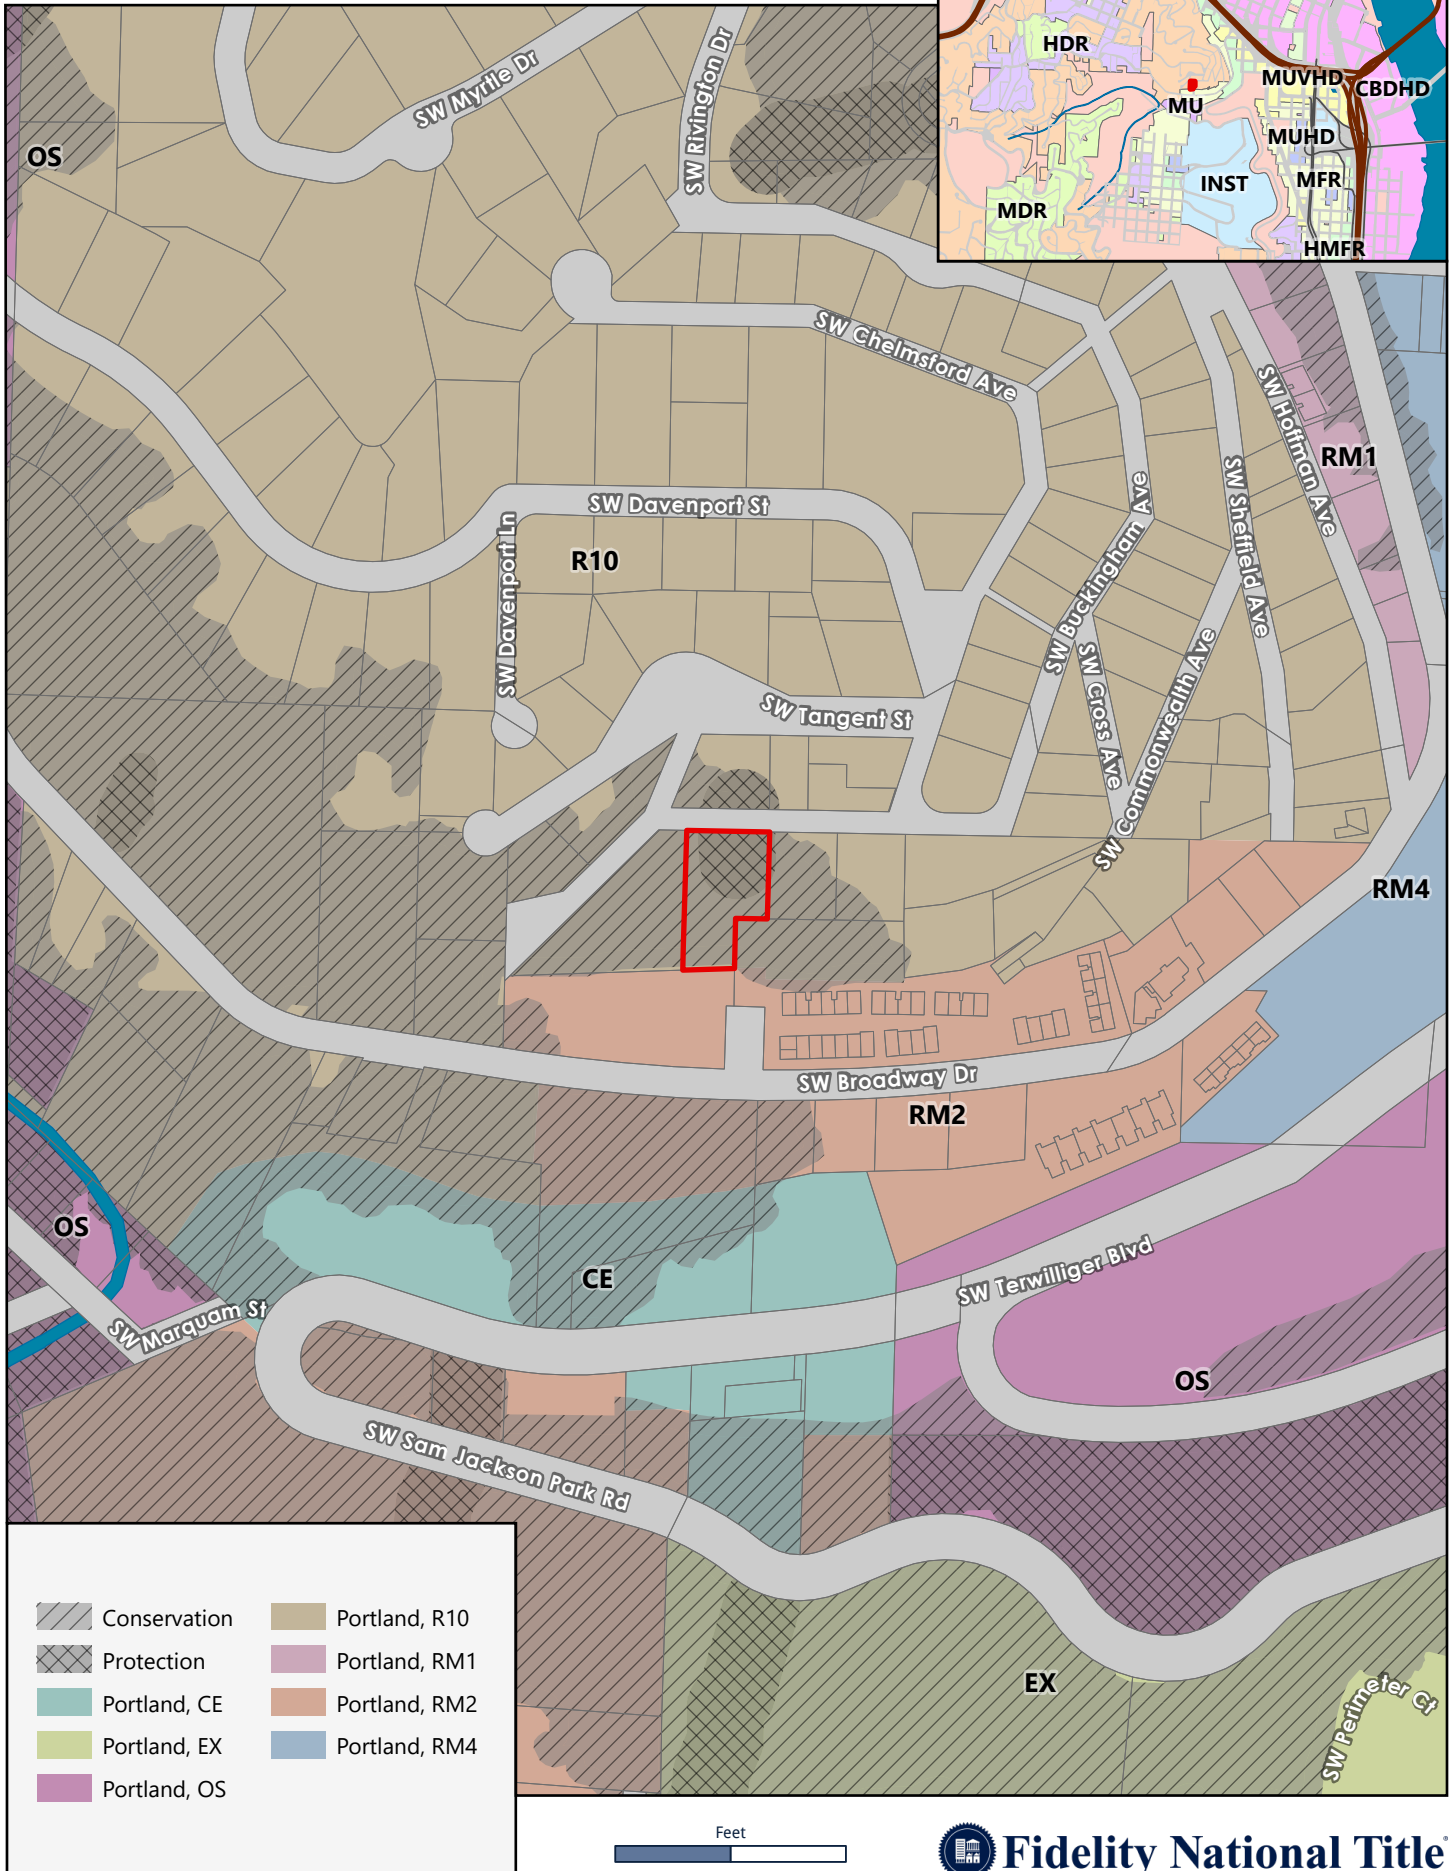 SW Myrtle Dr
SW Rivington Dr
OS
HDR
MUVHD
CBDHD
MU
MUHD
INST
MFR
MDR
HMFR
SW Chelmsford Ave
SW Hoffman Ave
RM1
SW Davenport St
SW Davenport Ln
R10
SW Buckingham Ave
SW Sheffield Ave
SW Cross Ave
SW Commonwealth Ave
SW Tangent St
RM4
SW Broadway Dr
RM2
OS
CE
SW Terwilliger Blvd
SW Marquam St
OS
SW Sam Jackson Park Rd
EX
SW Perimeter Ct
Conservation
Protection
Portland, CE
Portland, EX
Portland, OS
Portland, R10
Portland, RM1
Portland, RM2
Portland, RM4
Feet
Fidelity National Title